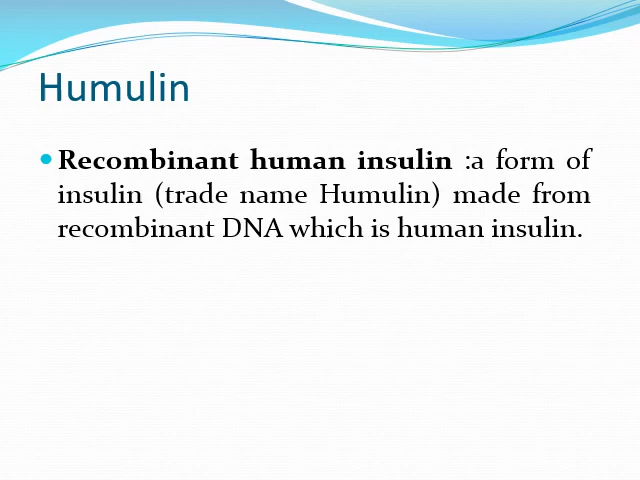 Humulin
• Recombinant human insulin :a form of
insulin (trade name Humulin) made from
recombinant DNA which is human insulin.